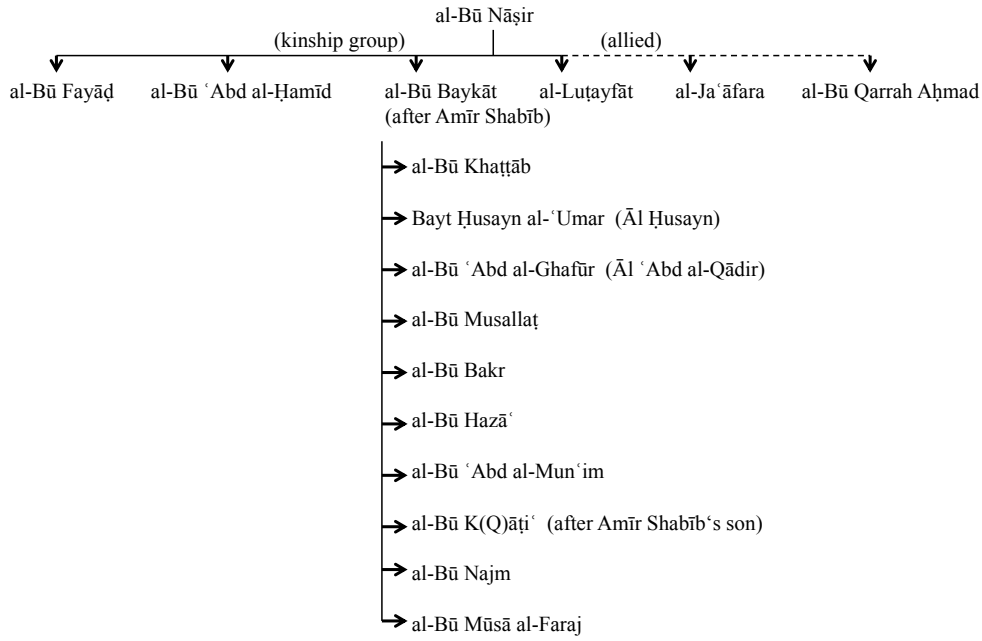 al-Bū Nāṣir
(kinship group) (allied)
al-Bū Fayāḍ al-Bū ʿAbd al-Ḥamīd al-Bū Baykāt al-Luṭayfāt al-Jaʿāfara al-Bū Qarrah Aḥmad
(after Amīr Shabīb)
al-Bū Khaṭṭāb
Bayt Ḥusayn al-ʿUmar (Āl Ḥusayn)
al-Bū ʿAbd al-Ghafūr (Āl ʿAbd al-Qādir)
al-Bū Musallaṭ
al-Bū Bakr
al-Bū Hazāʿ
al-Bū ʿAbd al-Munʿim
al-Bū K(Q)āṭiʿ (after Amīr Shabīb‘s son)
al-Bū Najm
al-Bū Mūsā al-Faraj